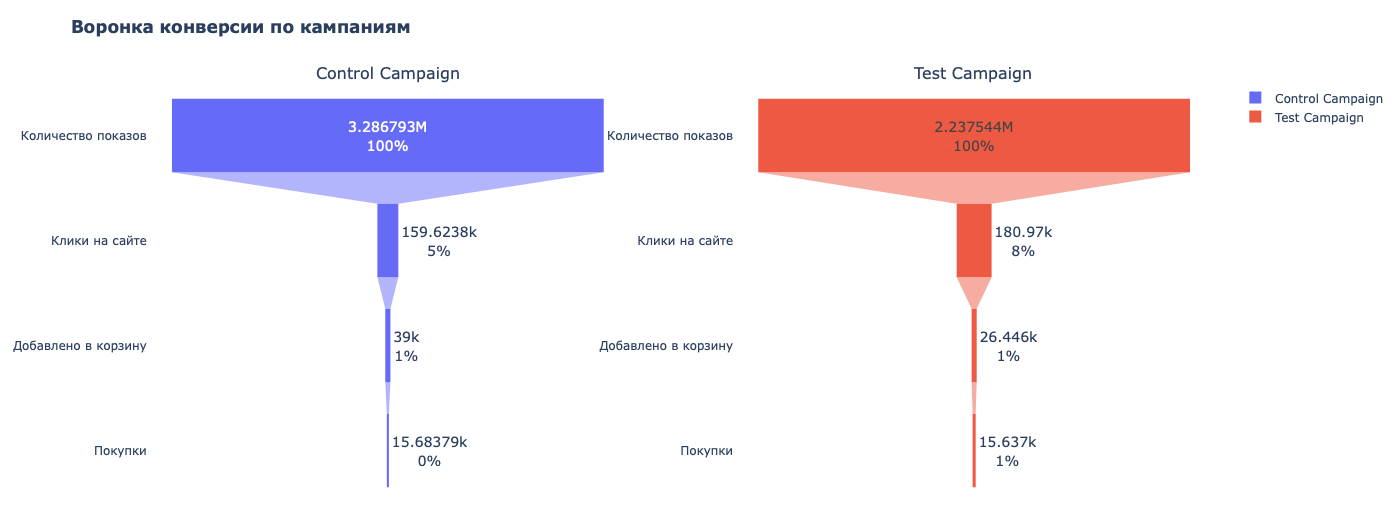 Воронка конверсии по кампаниям
Control Campaign
Количество показов
3.286793M
100%
Клики на сайте
159.6238k
5%
Добавлено в корзину
39k
1%
Покупки
15.68379k
0%
Test Campaign
Количество показов
2.237544M
100%
Клики на сайте
180.97k
8%
Добавлено в корзину
26.446k
1%
Покупки
15.637k
1%
Control Campaign
Test Campaign